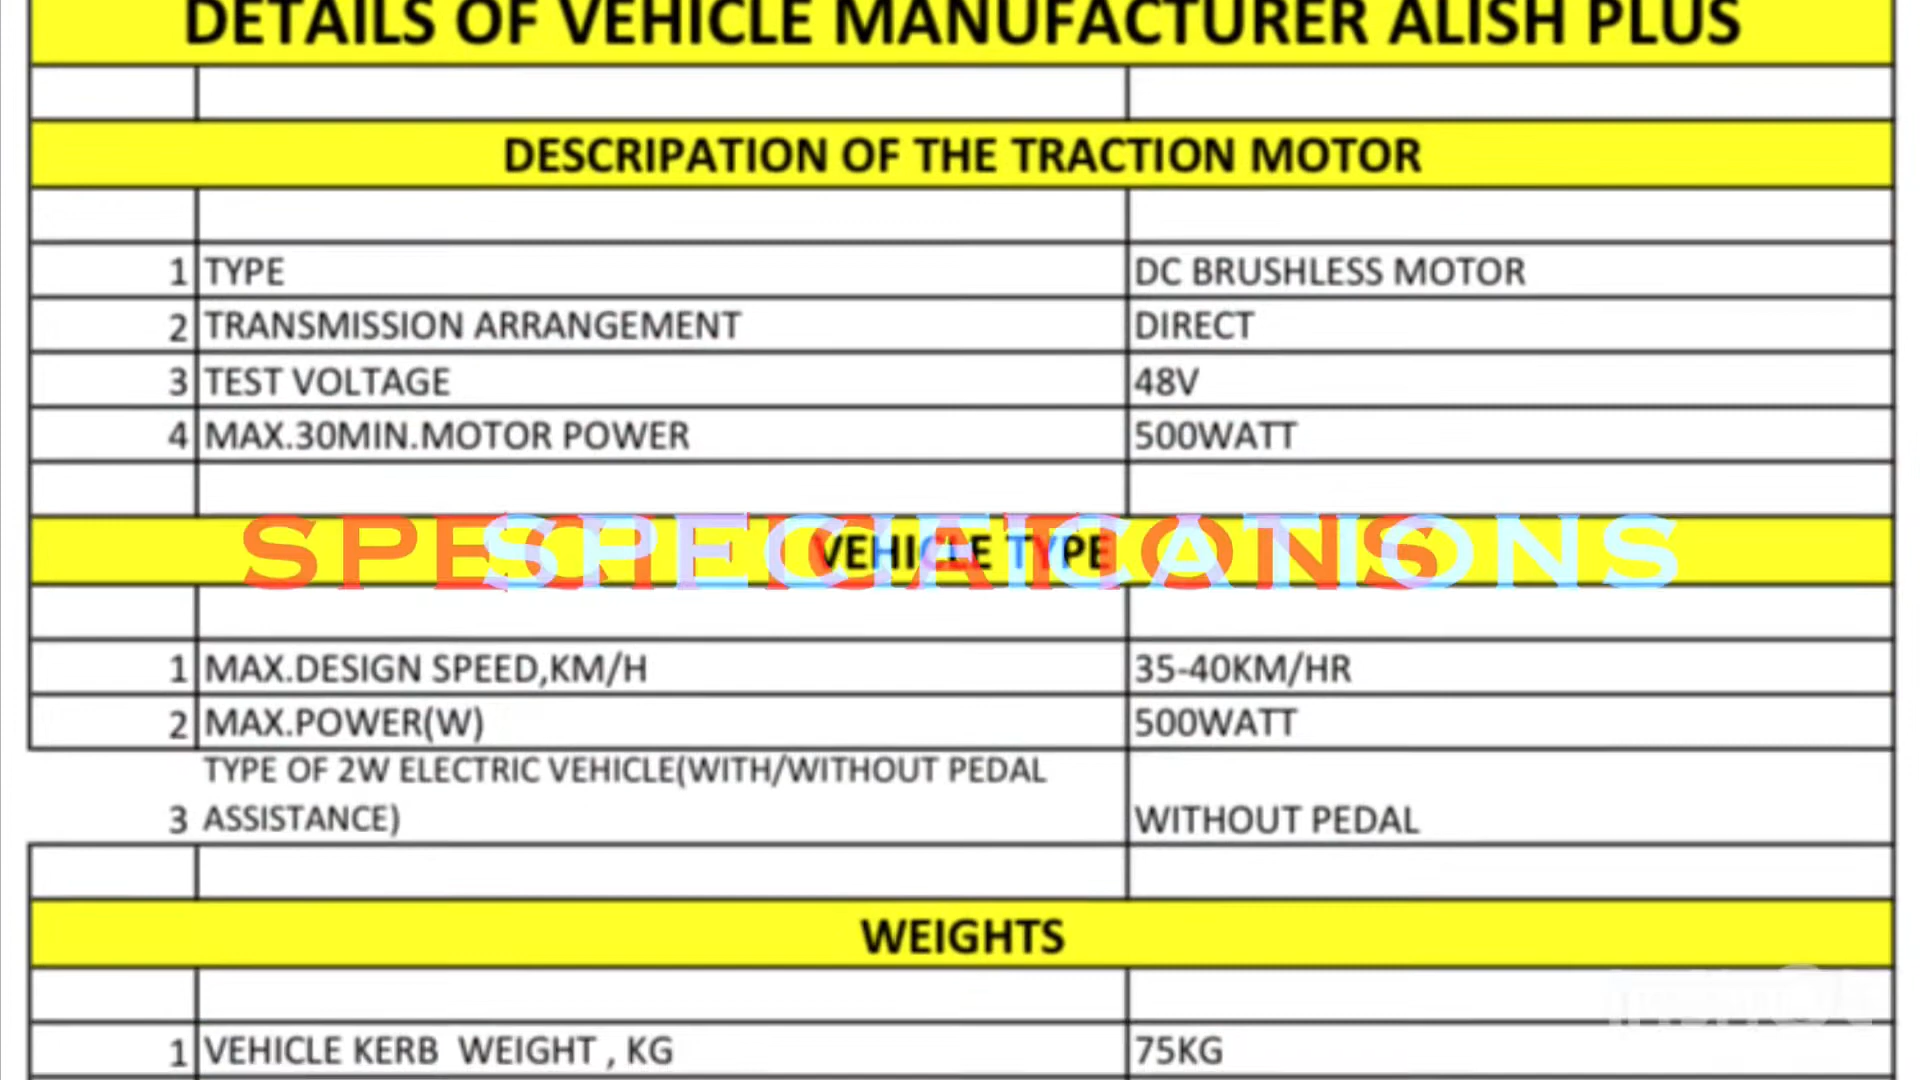 DETAILS OF VEHICLE MANUFACTURER ALISH PLUS
DESCRIPATION OF THE TRACTION MOTOR
1 TYPE DC BRUSHLESS MOTOR
2 TRANSMISSION ARRANGEMENT DIRECT
3 TEST VOLTAGE 48V
4 MAX.30MIN.MOTOR POWER 500WATT
SPECIFICATIONS SPECIFICATIONS
VEHICLE TYPE
1 MAX.DESIGN SPEED,KM/H 35-40KM/HR
2 MAX.POWER(W) 500WATT
TYPE OF 2W ELECTRIC VEHICLE(WITH/WITHOUT PEDAL
3 ASSISTANCE) WITHOUT PEDAL
WEIGHTS
1 VEHICLE KERB WEIGHT , KG 75KG